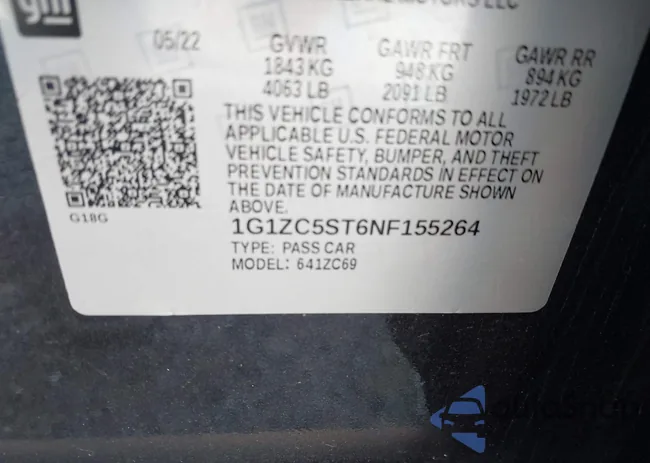 gm
MOTORS LLC
05/22 GVWR GAWR FRT GAWR RR
1843 KG 948 KG 894 KG
4063 LB 2091 LB 1972 LB
THIS VEHICLE CONFORMS TO ALL
APPLICABLE U.S. FEDERAL MOTOR
VEHICLE SAFETY, BUMPER, AND THEFT
PREVENTION STANDARDS IN EFFECT ON
THE DATE OF MANUFACTURE SHOWN
ABOVE.
G18G
1G1ZC5ST6NF155264
TYPE: PASS CAR
MODEL: 641ZC69